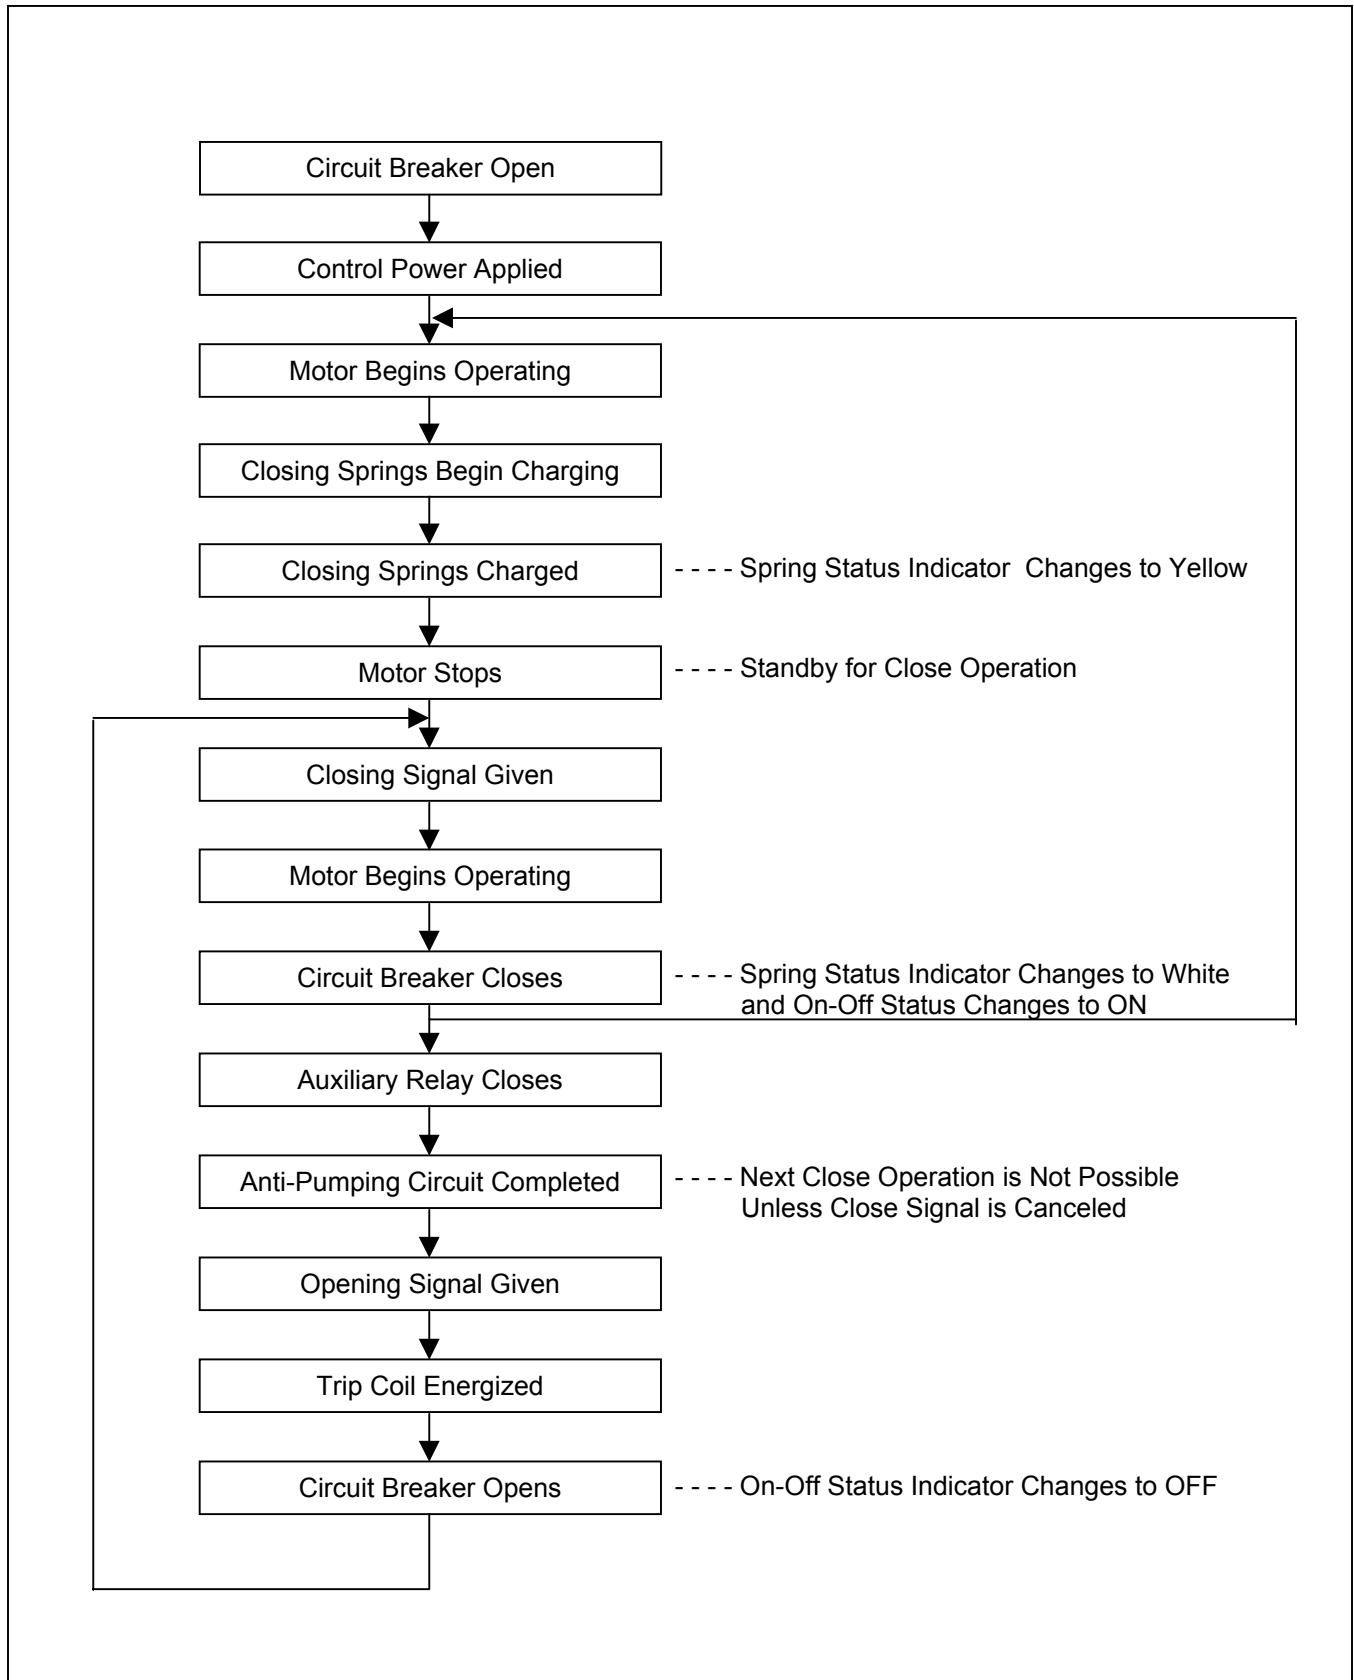 Circuit Breaker Open
Control Power Applied
Motor Begins Operating
Closing Springs Begin Charging
Closing Springs Charged
- - - - Spring Status Indicator Changes to Yellow
Motor Stops
- - - - Standby for Close Operation
Closing Signal Given
Motor Begins Operating
Circuit Breaker Closes
- - - - Spring Status Indicator Changes to White
and On-Off Status Changes to ON
Auxiliary Relay Closes
Anti-Pumping Circuit Completed
- - - - Next Close Operation is Not Possible
Unless Close Signal is Canceled
Opening Signal Given
Trip Coil Energized
Circuit Breaker Opens
- - - - On-Off Status Indicator Changes to OFF